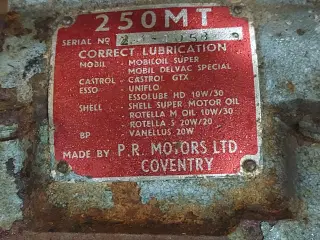 250MT
SERIAL No
CORRECT LUBRICATION
MOBIL - MOBILOIL SUPER
MOBIL DELVAC SPECIAL
CASTROL - CASTROL GTX
ESSO - UNIFLO
ESSOLUBE HD 10W/30
SHELL - SHELL SUPER MOTOR OIL
ROTELLA M OIL 10W/30
ROTELLA S 20W/20
BP - VANELLUS 20W
MADE BY P.R. MOTORS LTD.
COVENTRY